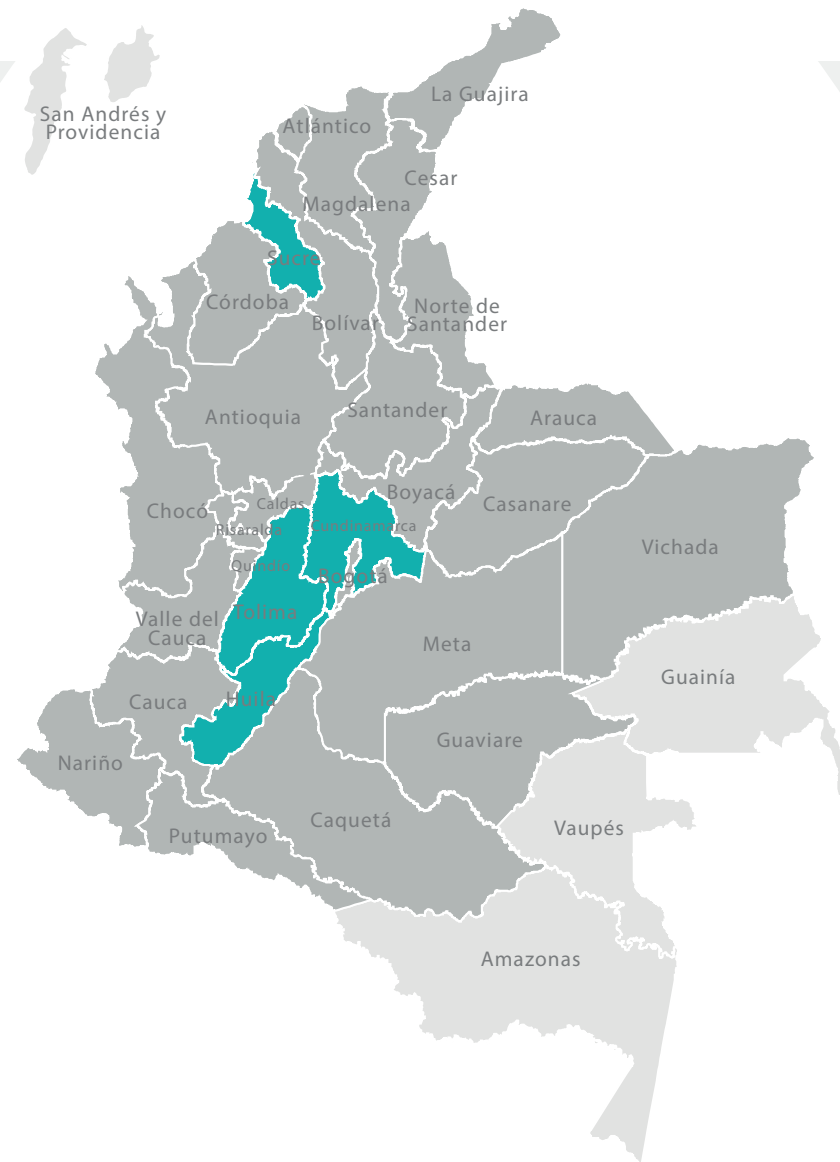 La Guajira
San Andrés y
Providencia
Atlántico
Cesar
Magdalena
Sucre
Córdoba
Norte de
Santander
Bolívar
Santander
Antioquia
Arauca
Boyacá
Caldas
Casanare
Chocó
Cundinamarca
Risaralda
Vichada
Quindío
Bogotá
Tolima
Valle del
Cauca
Meta
Guainía
Huila
Cauca
Guaviare
Nariño
Caquetá
Vaupés
Putumayo
Amazonas